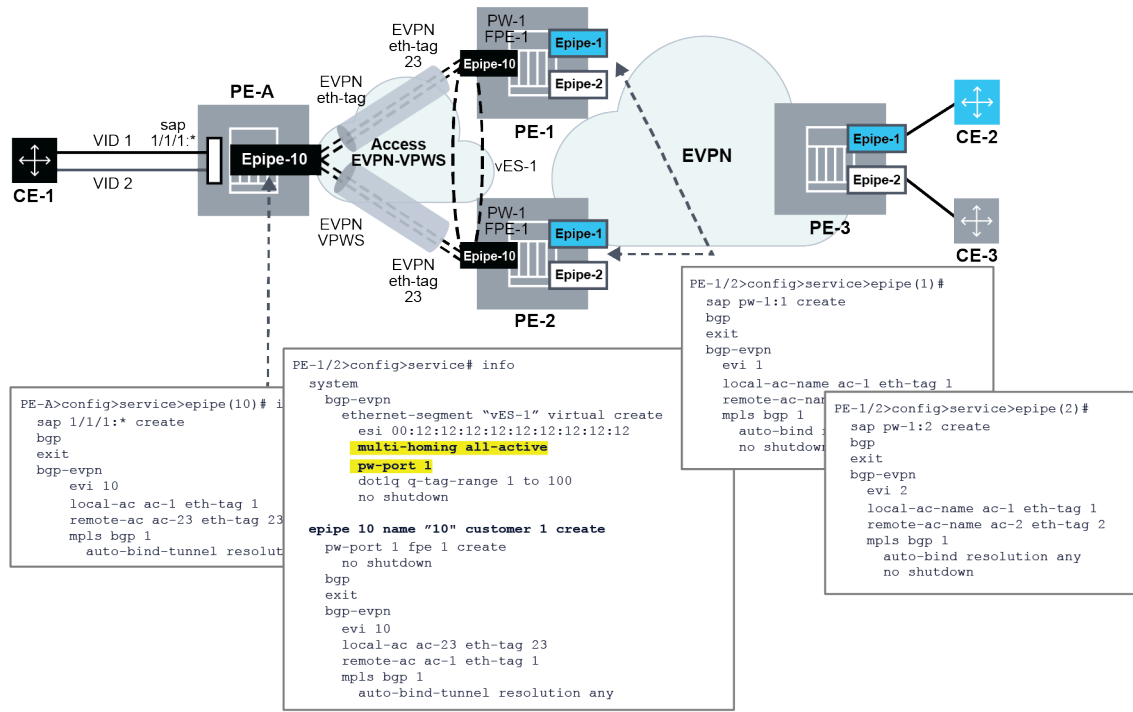 EVPN
eth-tag
23
PW-1
FPE-1
Epipe-1
Epipe-10
Epipe-2
PE-1
EVPN
eth-tag
PE-A
sap
1/1/1:*
VID 1
VID 2
CE-1
Epipe-10
Access
EVPN-VPWS
vES-1
EVPN
VPWS
EVPN
eth-tag
23
PW-1
FPE-1
Epipe-1
Epipe-10
Epipe-2
PE-2
EVPN
Epipe-1
Epipe-2
PE-3
CE-2
CE-3
PE-A>config>service>epipe(10)# i
sap 1/1/1:* create
bgp
exit
bgp-evpn
evi 10
local-ac ac-1 eth-tag 1
remote-ac ac-23 eth-tag 23
mpls bgp 1
auto-bind-tunnel resolut
PE-1/2>config>service# info
system
bgp-evpn
ethernet-segment “vES-1” virtual create
esi 00:12:12:12:12:12:12:12:12:12
multi-homing all-active
pw-port 1
dot1q q-tag-range 1 to 100
no shutdown
epipe 10 name ”10" customer 1 create
pw-port 1 fpe 1 create
no shutdown
bgp
exit
bgp-evpn
evi 10
local-ac ac-23 eth-tag 23
remote-ac ac-1 eth-tag 1
mpls bgp 1
auto-bind-tunnel resolution any
PE-1/2>config>service>epipe(1)#
sap pw-1:1 create
bgp
exit
bgp-evpn
evi 1
local-ac-name ac-1 eth-tag 1
remote-ac-nam
mpls bgp 1
auto-bind
no shutdown
PE-1/2>config>service>epipe(2)#
sap pw-1:2 create
bgp
exit
bgp-evpn
evi 2
local-ac-name ac-1 eth-tag 1
remote-ac-name ac-2 eth-tag 2
mpls bgp 1
auto-bind resolution any
no shutdown